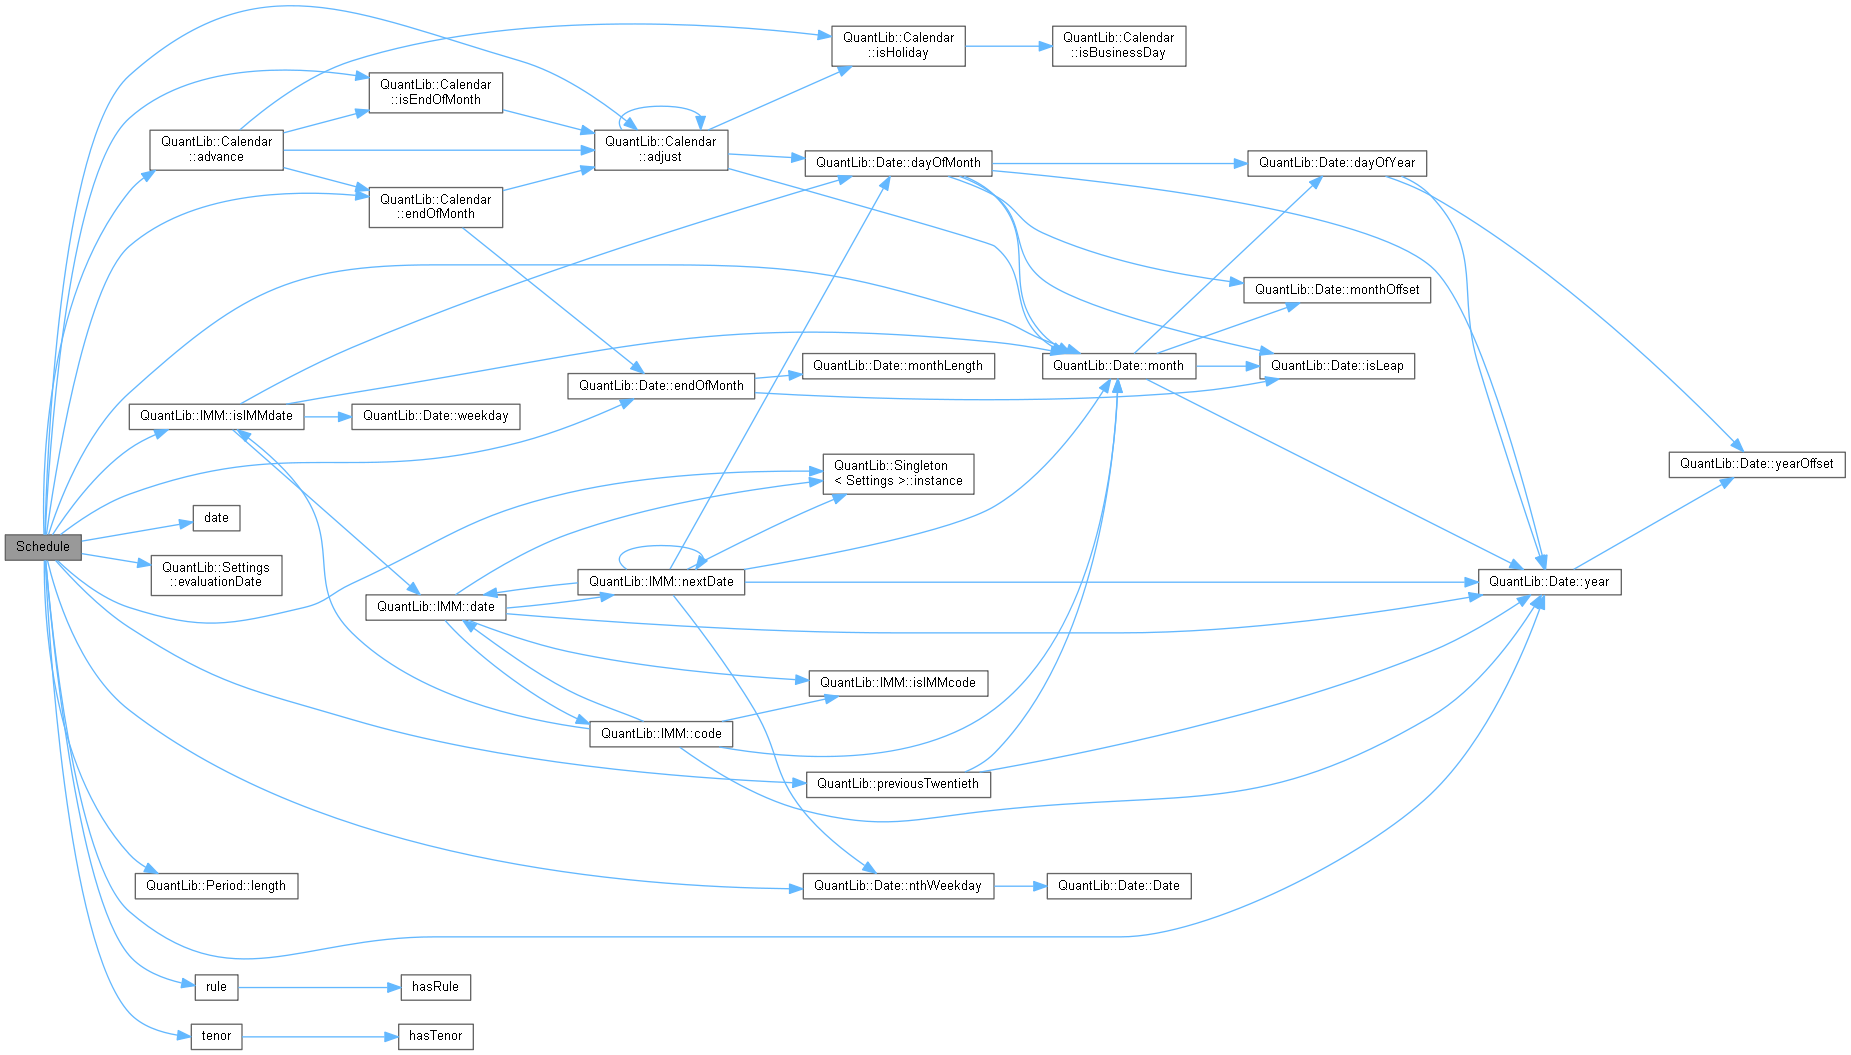 QuantLib::Calendar
::isHoliday
QuantLib::Calendar
::isBusinessDay
QuantLib::Calendar
::isEndOfMonth
QuantLib::Calendar
::advance
QuantLib::Calendar
::adjust
QuantLib::Date::dayOfMonth
QuantLib::Date::dayOfYear
QuantLib::Calendar
::endOfMonth
QuantLib::Date::monthOffset
QuantLib::Date::monthLength
QuantLib::Date::month
QuantLib::Date::isLeap
QuantLib::Date::endOfMonth
QuantLib::IMM::isIMMdate
QuantLib::Date::weekday
QuantLib::Singleton
< Settings >::instance
QuantLib::Date::yearOffset
date
Schedule
QuantLib::Settings
::evaluationDate
QuantLib::IMM::nextDate
QuantLib::Date::year
QuantLib::IMM::date
QuantLib::IMM::isIMMcode
QuantLib::IMM::code
QuantLib::previousTwentieth
QuantLib::Period::length
QuantLib::Date::nthWeekday
QuantLib::Date::Date
rule
hasRule
tenor
hasTenor